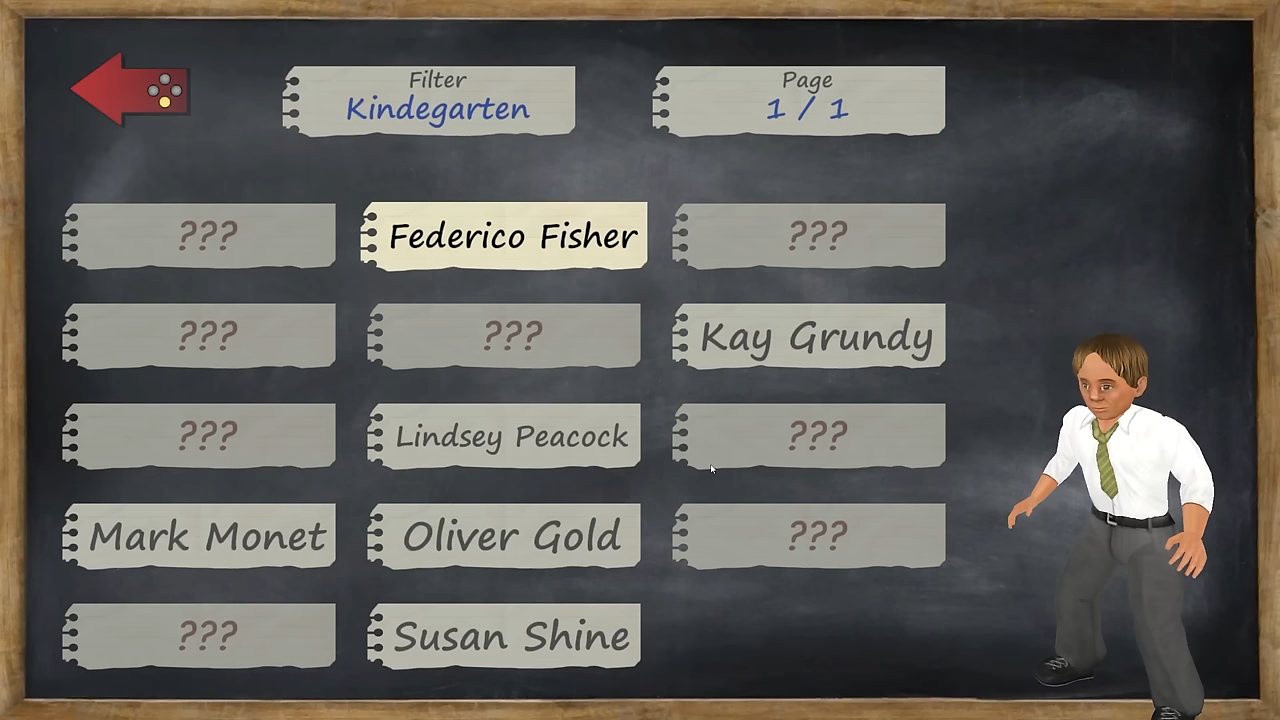 Filter
Kindegarten
Page
1 / 1
???
Federico Fisher
???
???
???
Kay Grundy
???
Lindsey Peacock
???
Mark Monet
Oliver Gold
???
???
Susan Shine